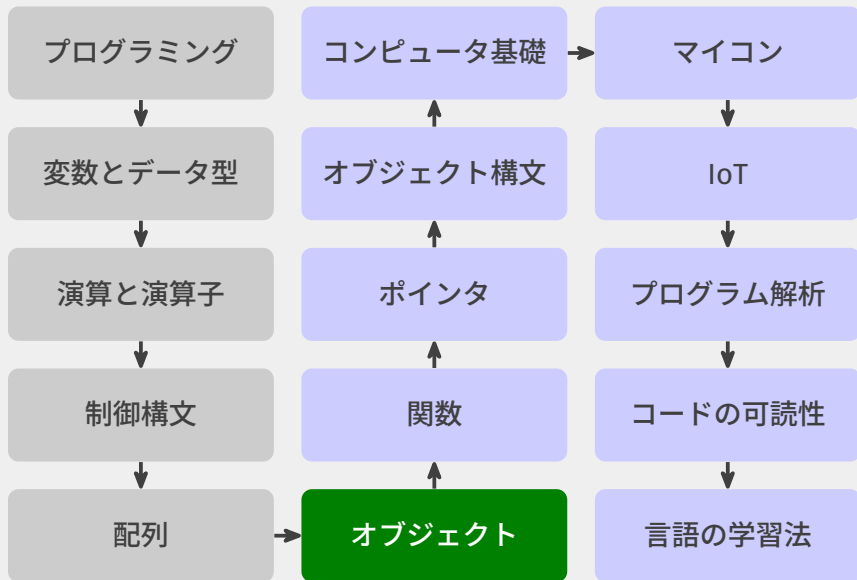 プログラミング
変数とデータ型
演算と演算子
制御構文
配列
オブジェクト
関数
ポインタ
オブジェクト構文
コンピュータ基礎
マイコン
IoT
プログラム解析
コードの可読性
言語の学習法